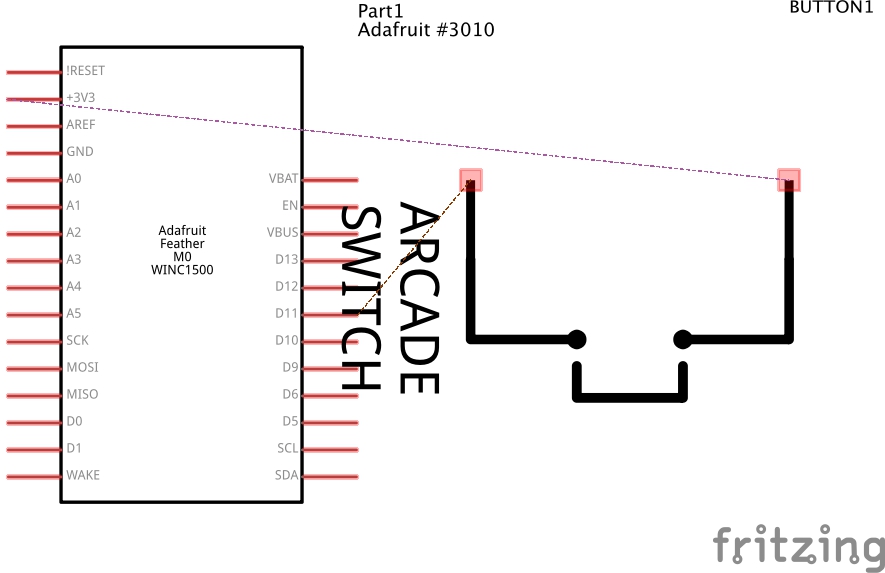 Part1
Adafruit #3010
BUTTON1
!RESET
+3V3
AREF
GND
A0
A1
A2
A3
A4
A5
SCK
MOSI
MISO
D0
D1
WAKE
Adafruit
Feather
M0
WINC1500
VBAT
EN
VBUS
D13
D12
D11
D10
D9
D6
D5
SCL
SDA
ARCADE
SWITCH
fritzing